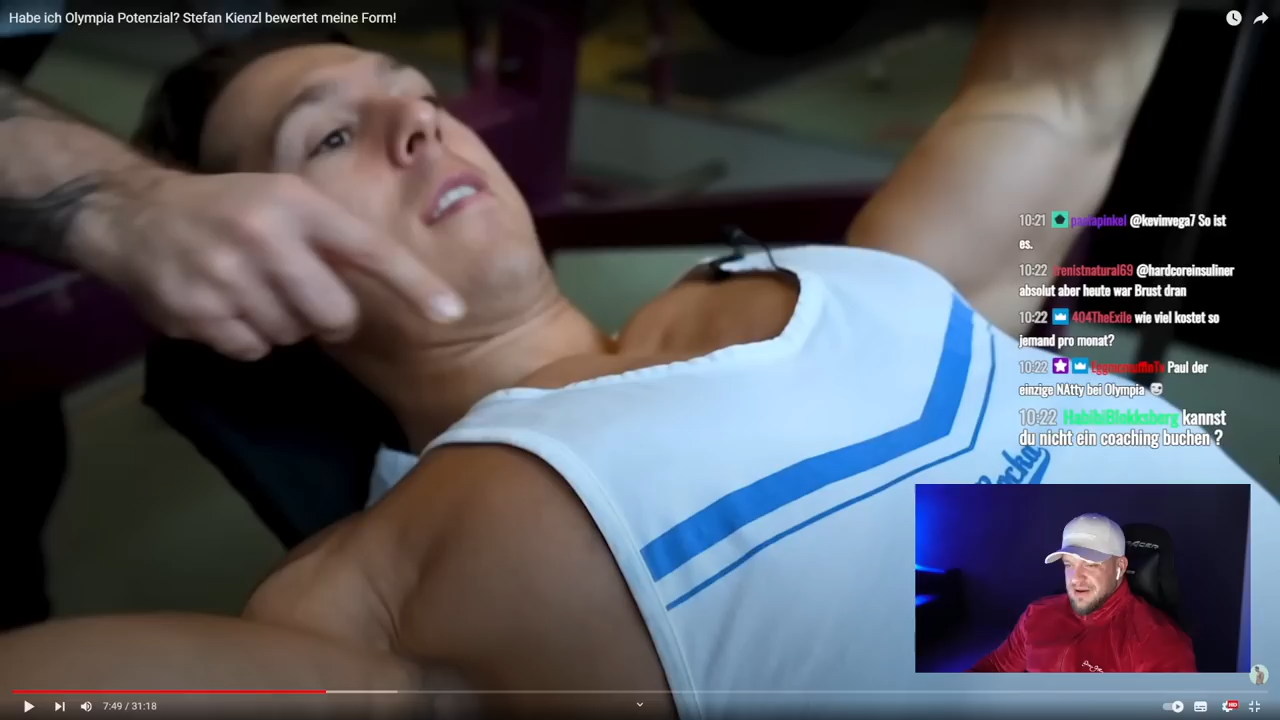 Habe ich Olympia Potenzial? Stefan Kienzl bewertet meine Form!
10:21 paulapinkel @kevinvega7 So ist
es.
10:22 @hardcoreinsuliner
absolut aber heute war Brust dran
10:22 404TheExile wie viel kostet so
jemand pro monat?
10:22 Paul der
einzige NAtty bei Olympia
10:22 HabibiBlokksberg kannst
du nicht ein coaching buchen ?
7:49 / 31:18
HD